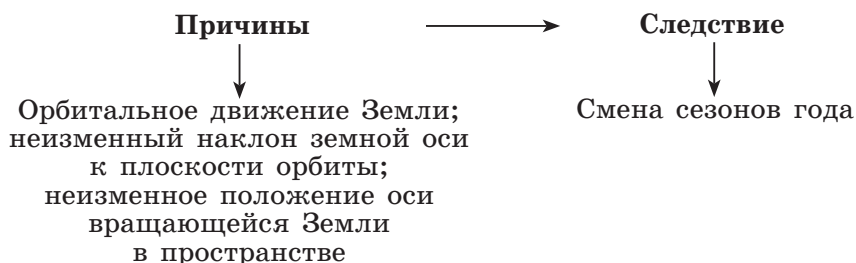 Причины
Следствие
Орбитальное движение Земли;
неизменный наклон земной оси
к плоскости орбиты;
неизменное положение оси
вращающейся Земли
в пространстве
Смена сезонов года